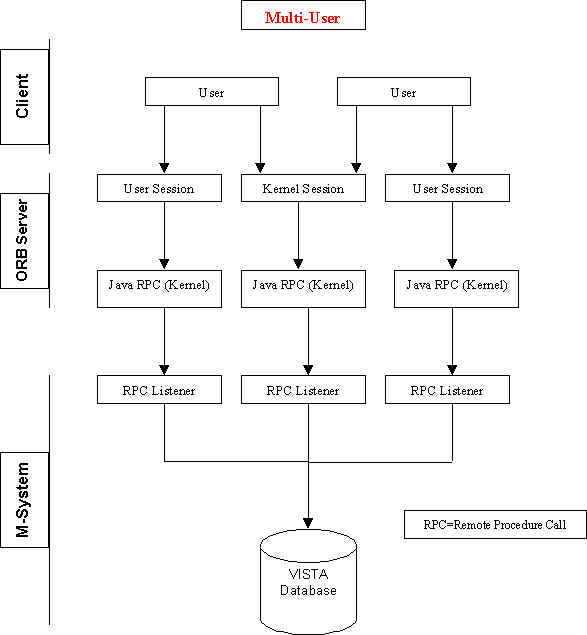 Multi-User
Client
User
User
ORB Server
User Session
Kernel Session
User Session
Java RPC (Kernel)
Java RPC (Kernel)
Java RPC (Kernel)
M-System
RPC Listener
RPC Listener
RPC Listener
RPC=Remote Procedure Call
VISTA
Database